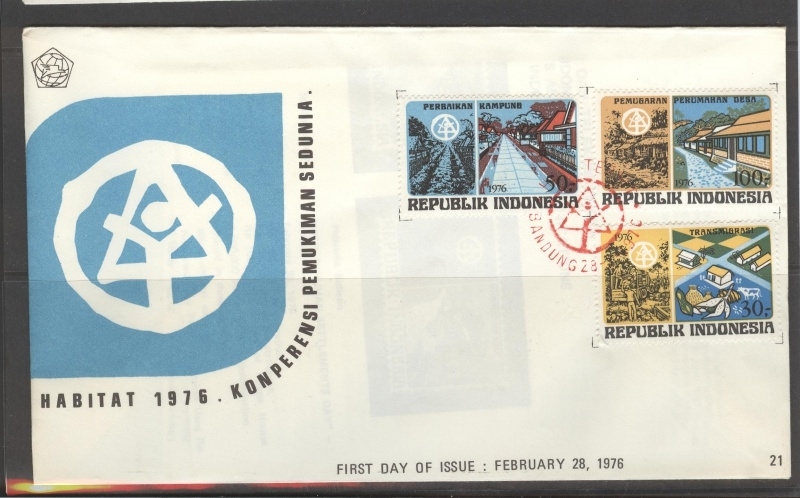 HABITAT 1976. KONPERENSI PEMUKIMAN SEDUNIA.
PERBAIKAN KAMPUNG
1976
50,-
REPUBLIK INDONESIA
PEMUGARAN PERUMAHAN DESA
1976
100,-
REPUBLIK INDONESIA
1976
TRANSMIGRASI
30,-
REPUBLIK INDONESIA
BANDUNG 28
FIRST DAY OF ISSUE : FEBRUARY 28, 1976
21